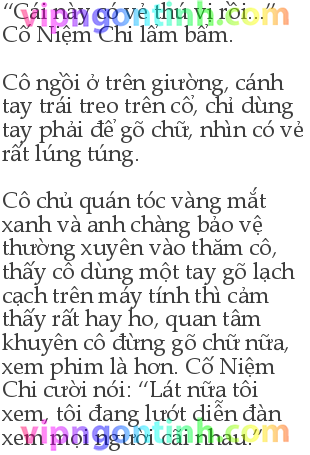 “Cái này có vẻ thú vị rồi...”
Cố Niệm Chi lẩm bẩm.
Cô ngồi ở trên giường, cánh
tay trái treo trên cổ, chỉ dùng
tay phải để gõ chữ, nhìn có vẻ
rất lúng túng.
Cô chủ quán tóc vàng mắt
xanh và anh chàng bảo vệ
thường xuyên vào thăm cô,
thấy cô dùng một tay gõ lạch
cạch trên máy tính thì cảm
thấy rất hay ho, quan tâm
khuyên cô đừng gõ chữ nữa,
xem phim là hơn. Cố Niệm
Chi cười nói: “Lát nữa tôi
xem, tôi đang lướt diễn đàn
xem mọi người cãi nhau.”
vipngontinh.com
vipngontinh.com